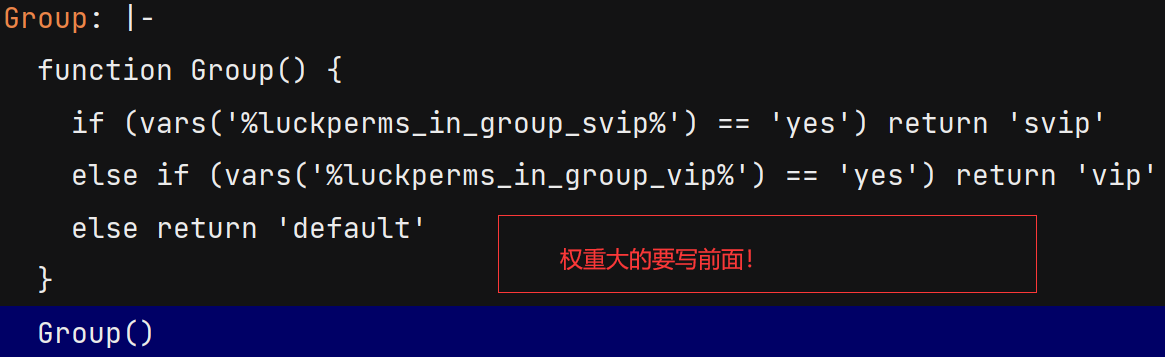 Group: |-
  function Group() {
    if (vars('%luckperms_in_group_svip%') == 'yes') return 'svip'
    else if (vars('%luckperms_in_group_vip%') == 'yes') return 'vip'
    else return 'default'
权重大的要写前面！
  }
  Group()